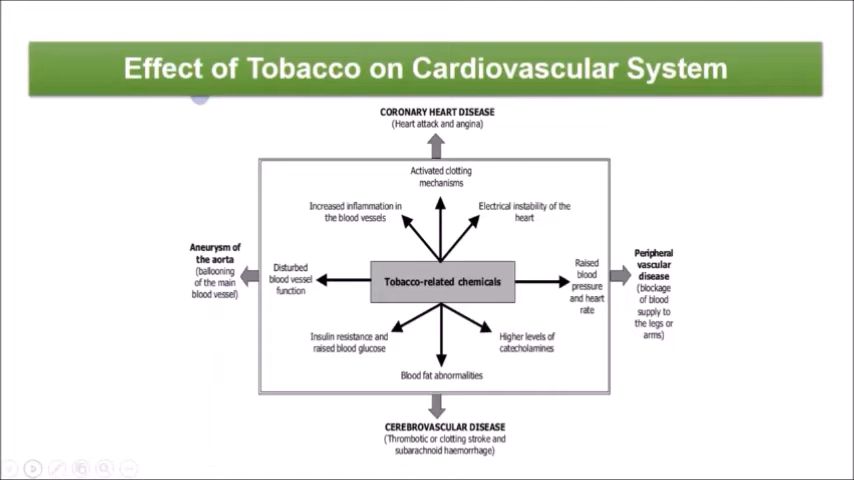 Effect of Tobacco on Cardiovascular System
CORONARY HEART DISEASE
(Heart attack and angina)
Activated clotting
mechanisms
Increased inflammation in
the blood vessels
Electrical instability of the
heart
Aneurysm of
the aorta
(ballooning
of the main
blood vessel)
Disturbed
blood vessel
function
Tobacco-related chemicals
Raised
blood
pressure
and heart
rate
Peripheral
vascular
disease
(blockage
of blood
supply to
the legs or
arms)
Insulin resistance and
raised blood glucose
Higher levels of
catecholamines
Blood fat abnormalities
CEREBROVASCULAR DISEASE
(Thrombotic or clotting stroke and
subarachnoid haemorrhage)